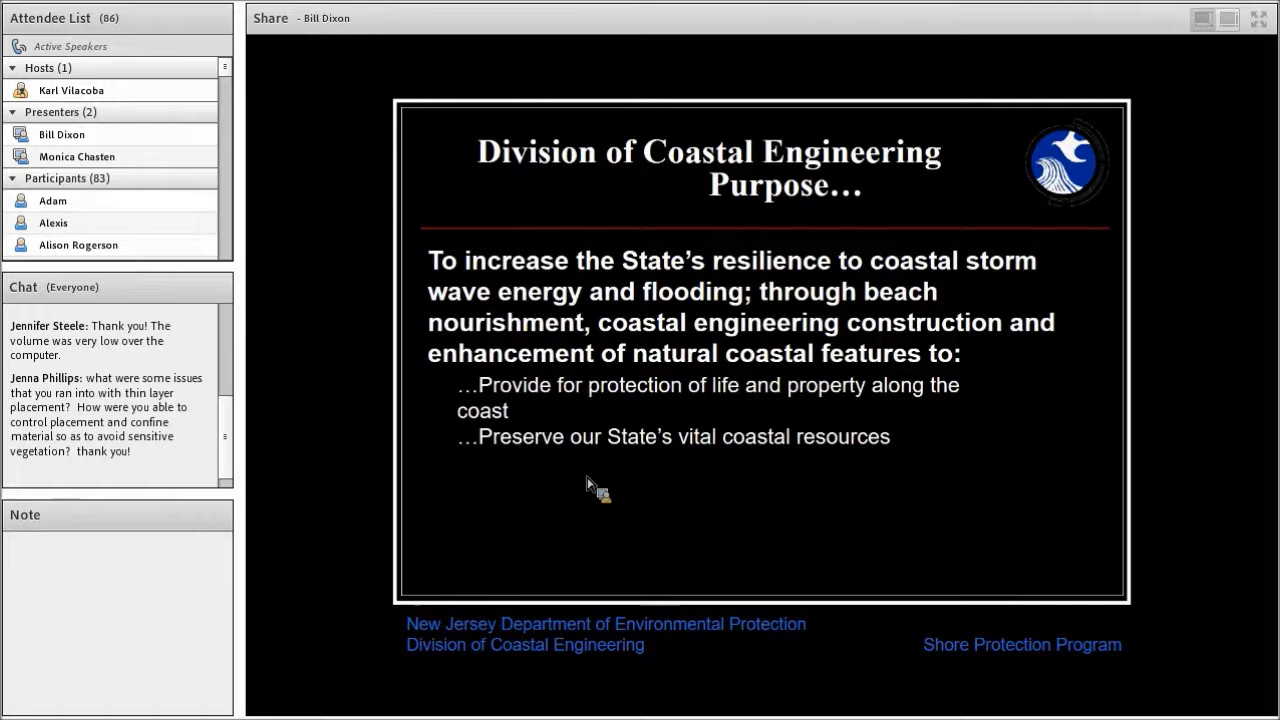 Attendee List (86)
Active Speakers
Hosts (1)
Karl Vilacoba
Presenters (2)
Bill Dixon
Monica Chasten
Participants (83)
Adam
Alexis
Alison Rogerson
Chat (Everyone)
Jennifer Steele: Thank you! The
volume was very low over the
computer.
Jenna Phillips: what were some issues
that you ran into with thin layer
placement? How were you able to
control placement and confine
material so as to avoid sensitive
vegetation? thank you!
Note
Share - Bill Dixon
Division of Coastal Engineering
Purpose...
To increase the State's resilience to coastal storm
wave energy and flooding; through beach
nourishment, coastal engineering construction and
enhancement of natural coastal features to:
...Provide for protection of life and property along the
coast
...Preserve our State's vital coastal resources
New Jersey Department of Environmental Protection
Division of Coastal Engineering
Shore Protection Program